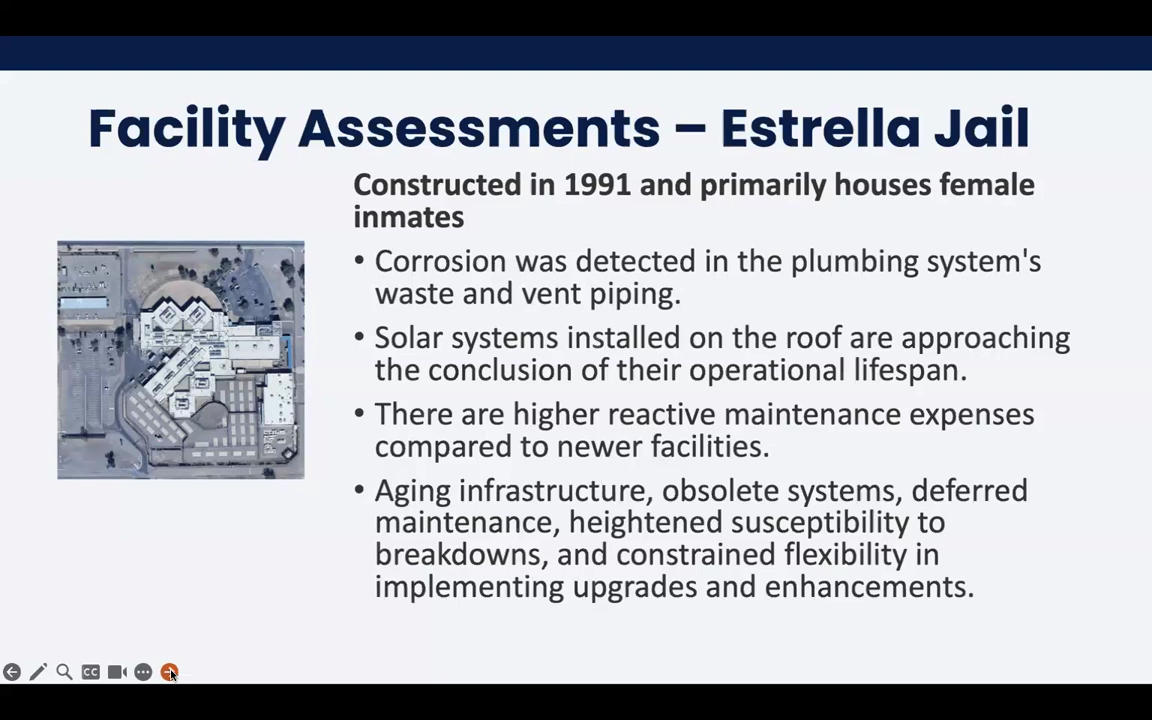 Facility Assessments – Estrella Jail
Constructed in 1991 and primarily houses female
inmates
• Corrosion was detected in the plumbing system's
waste and vent piping.
• Solar systems installed on the roof are approaching
the conclusion of their operational lifespan.
• There are higher reactive maintenance expenses
compared to newer facilities.
• Aging infrastructure, obsolete systems, deferred
maintenance, heightened susceptibility to
breakdowns, and constrained flexibility in
implementing upgrades and enhancements.
CC